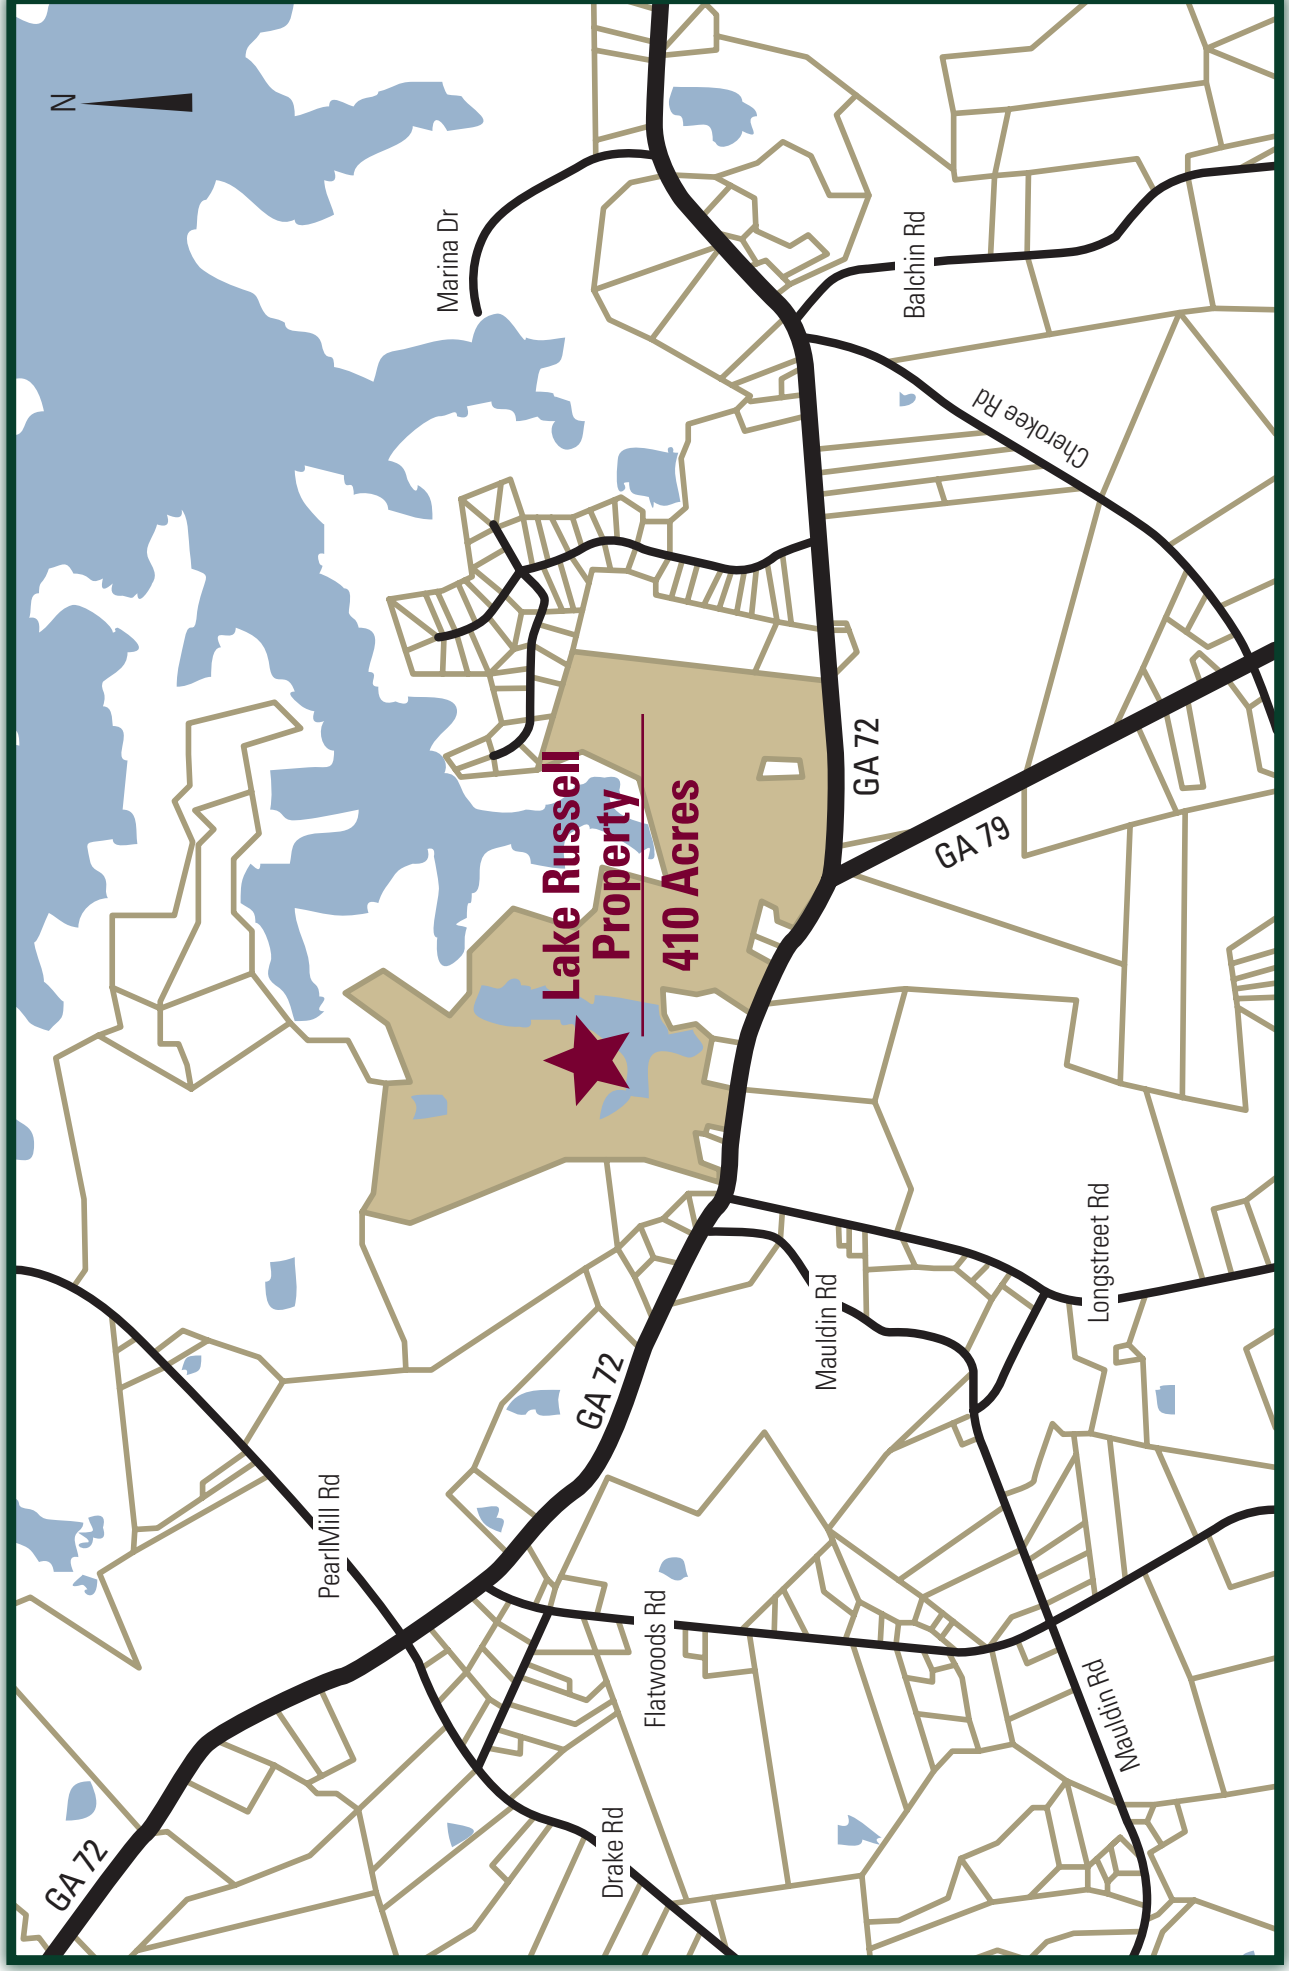 N
Marina Dr
Balchin Rd
Cherokee Rd
GA 72
GA 79
Lake Russell
Property
410 Acres
Longstreet Rd
Mauldin Rd
GA 72
PearlMill Rd
Flatwoods Rd
Mauldin Rd
Drake Rd
GA 72